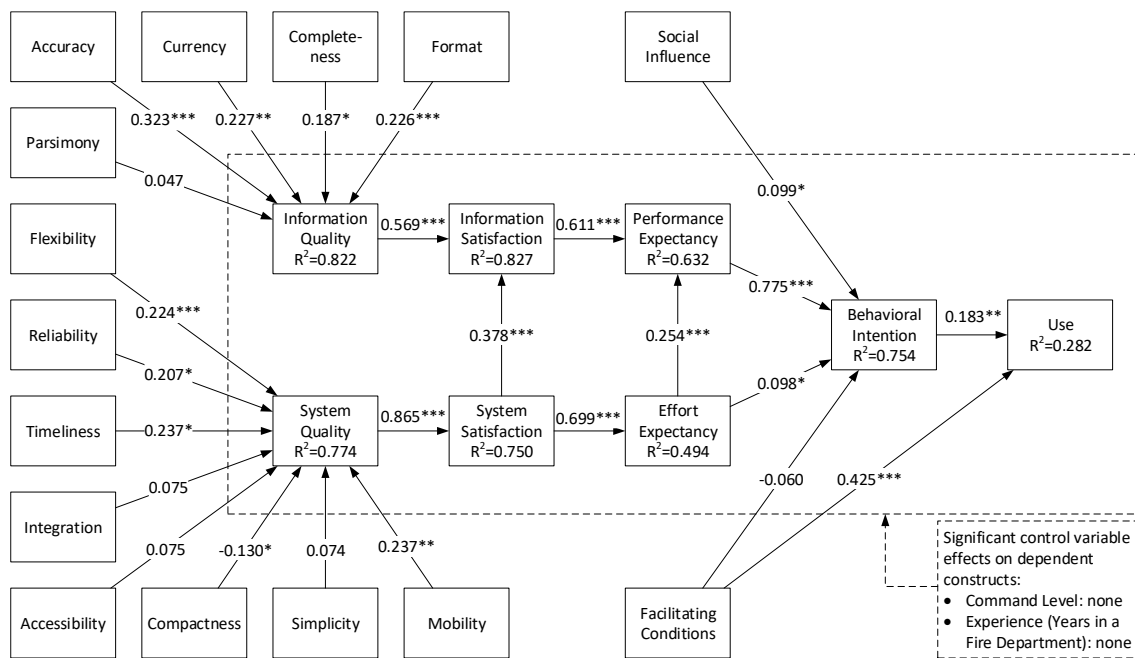 Accuracy
Currency
Complete-
ness
Format
Social
Influence
0.323***
0.227**
0.187*
0.226***
Parsimony
0.047
0.099*
Flexibility
Information
Quality
R²=0.822
0.569***
Information
Satisfaction
R²=0.827
0.611***
Performance
Expectancy
R²=0.632
0.775***
0.224***
Reliability
0.378***
0.254***
Behavioral
Intention
R²=0.754
0.183**
Use
R²=0.282
0.207*
0.098*
Timeliness
0.237*
System
Quality
R²=0.774
0.865***
System
Satisfaction
R²=0.750
0.699***
Effort
Expectancy
R²=0.494
0.075
-0.060
0.425***
Integration
0.075
-0.130*
0.074
0.237**
Accessibility
Compactness
Simplicity
Mobility
Facilitating
Conditions
Significant control variable
effects on dependent
constructs:
• Command Level: none
• Experience (Years in a
Fire Department): none